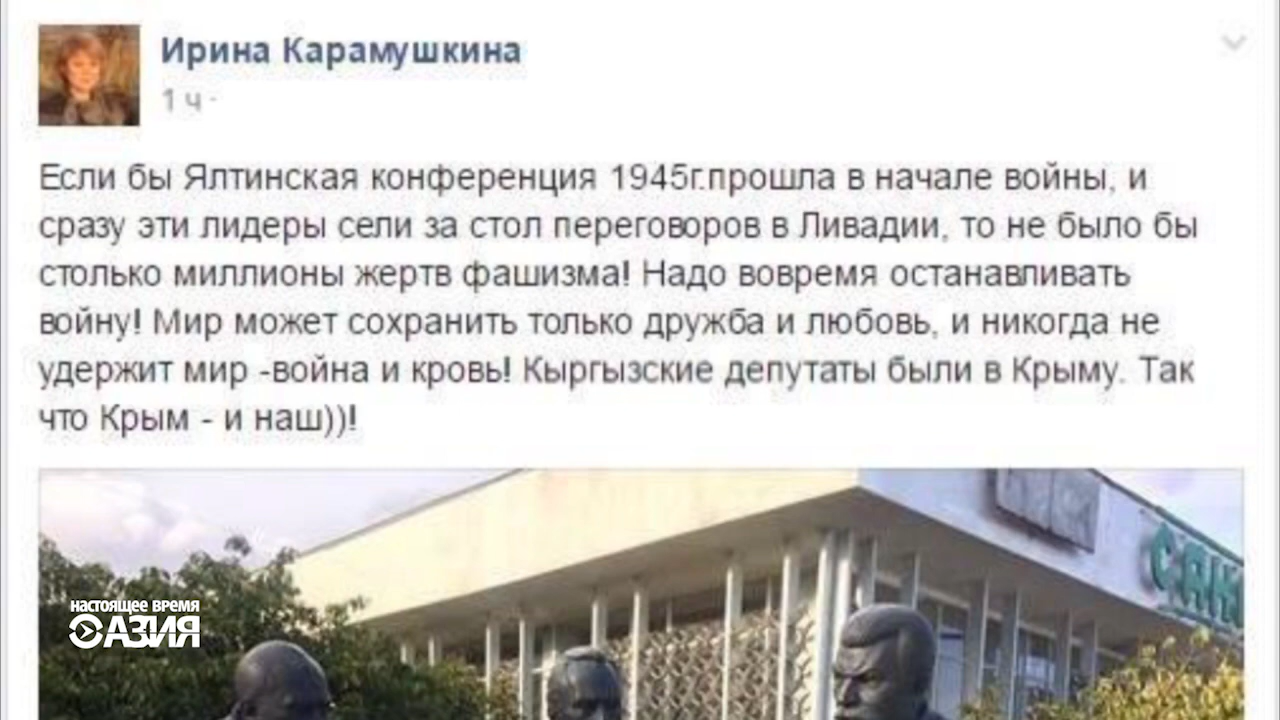 Ирина Карамушкина
1 ч ·
Если бы Ялтинская конференция 1945г.прошла в начале войны, и
сразу эти лидеры сели за стол переговоров в Ливадии, то не было бы
столько миллионы жертв фашизма! Надо вовремя останавливать
войну! Мир может сохранить только дружба и любовь, и никогда не
удержит мир -война и кровь! Кыргызские депутаты были в Крыму. Так
что Крым - и наш))!
САН
НАСТОЯЩЕЕ ВРЕМЯ
АЗИЯ